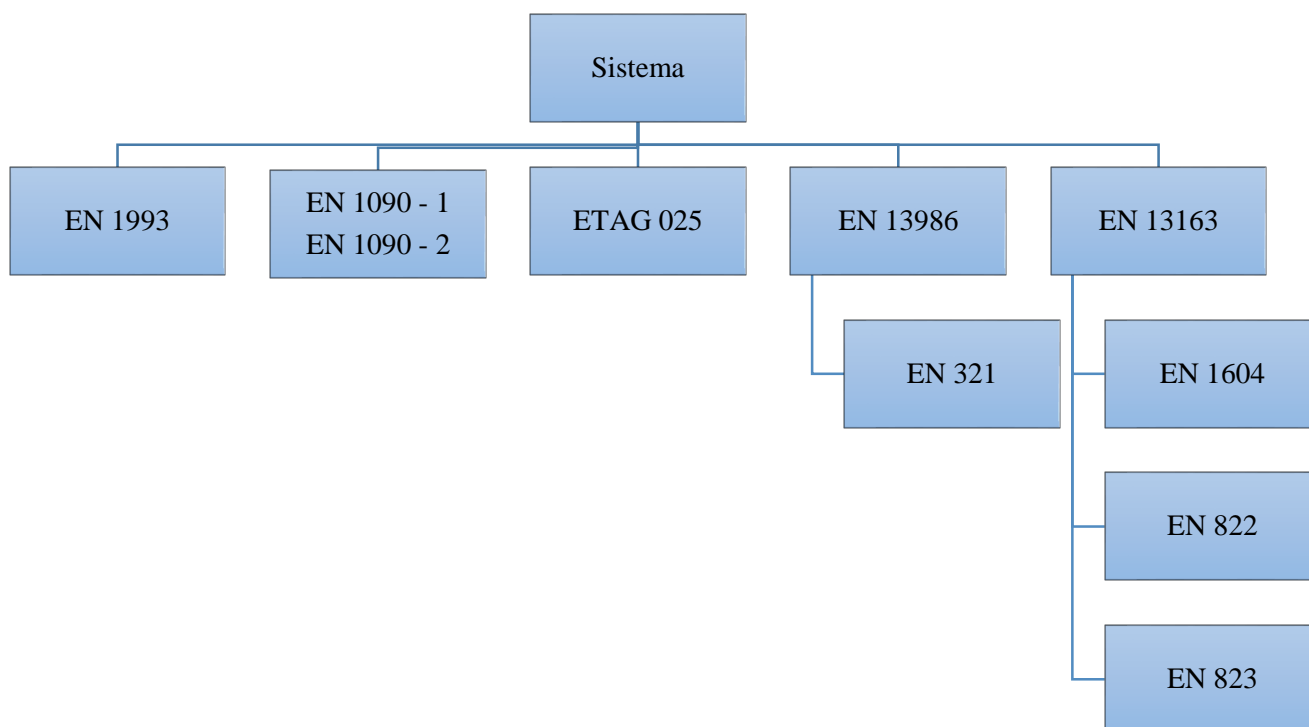 Sistema
EN 1993
EN 1090 - 1
EN 1090 - 2
ETAG 025
EN 13986
EN 13163
EN 321
EN 1604
EN 822
EN 823